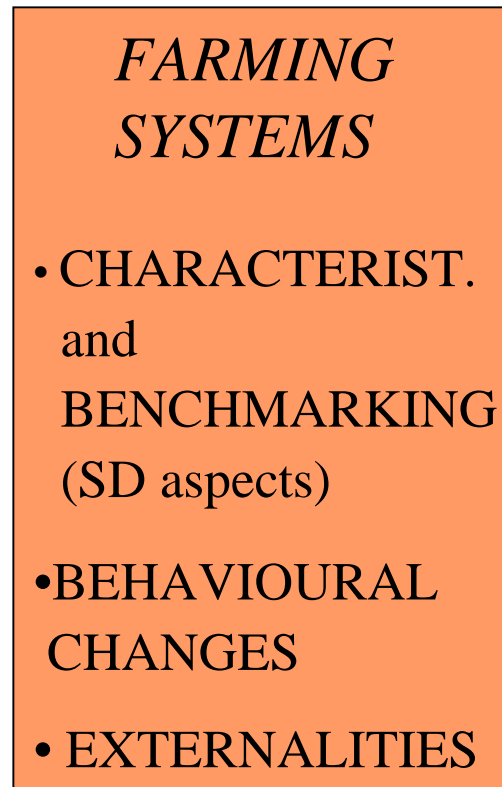 FARMING
SYSTEMS
• CHARACTERIST.
and
BENCHMARKING
(SD aspects)
•BEHAVIOURAL
CHANGES
• EXTERNALITIES